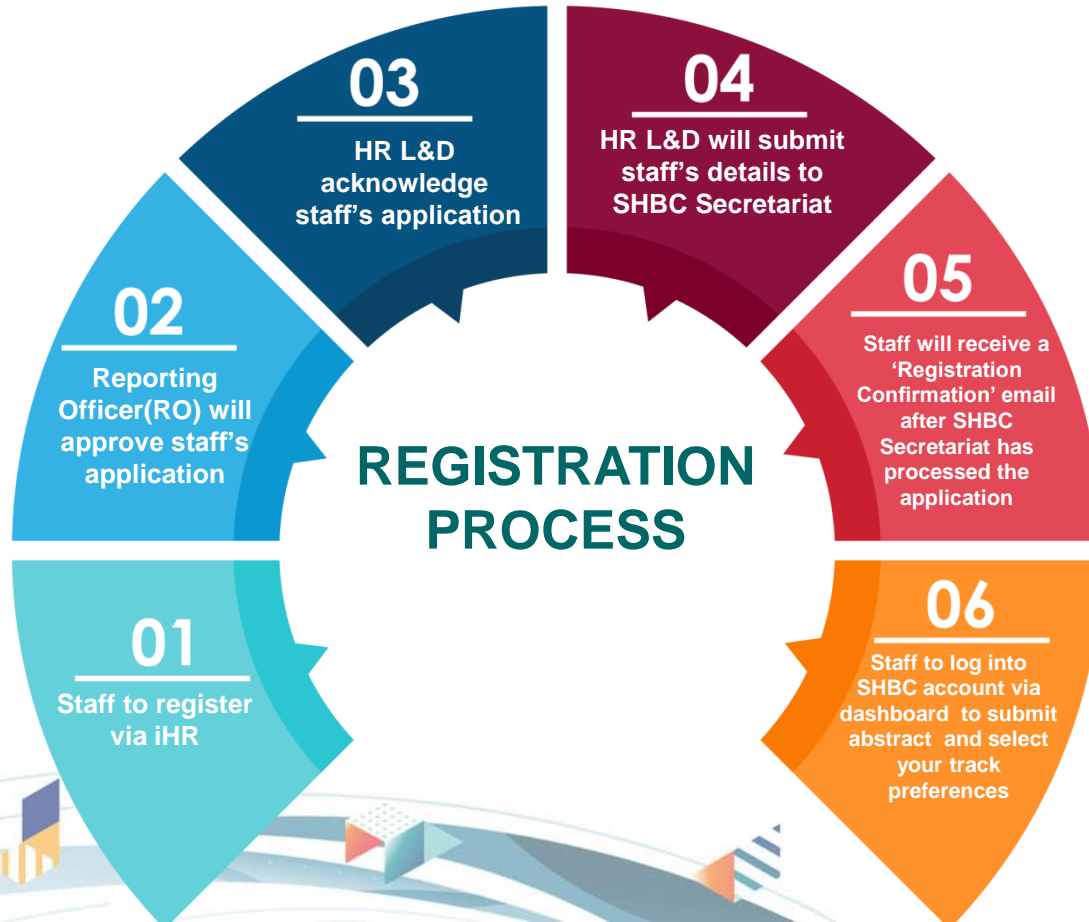 03
HR L&D
acknowledge
staff's application
04
HR L&D will submit
staff's details to
SHBC Secretariat
02
Reporting
Officer(RO) will
approve staff's
application
05
Staff will receive a
‘Registration
Confirmation’ email
after SHBC
Secretariat has
processed the
application
REGISTRATION
PROCESS
01
Staff to register
via iHR
06
Staff to log into
SHBC account via
dashboard to submit
abstract and select
your track
preferences